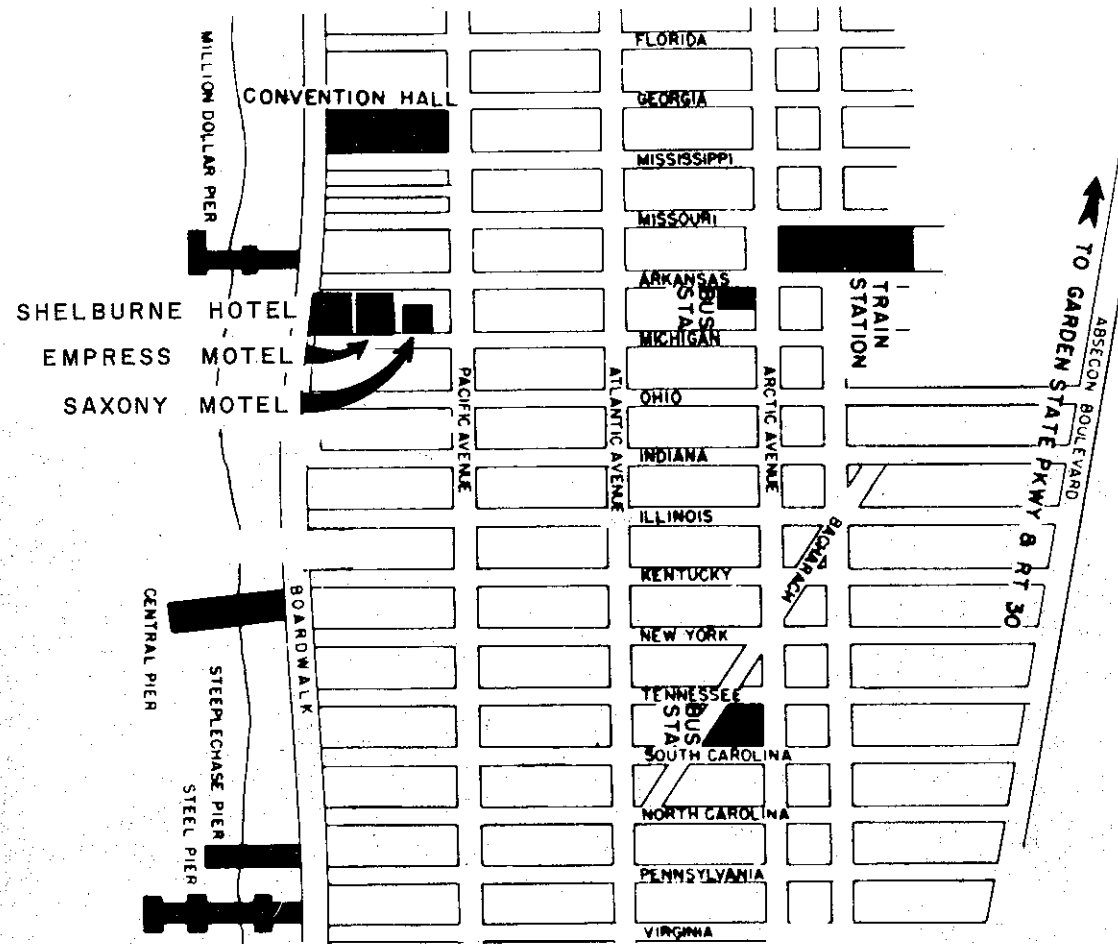 FLORIDA
MILLION DOLLAR PIER
CONVENTION HALL
GEORGIA
MISSISSIPPI
MISSOURI
ARKANSAS
BUS
STA
TRAIN
STATION
TO GARDEN STATE PKWY & RT 30
ABSECON BOULEVARD
SHELBURNE HOTEL
MICHIGAN
EMPRESS MOTEL
SAXONY MOTEL
PACIFIC AVENUE
ATLANTIC AVENUE
ARCTIC AVENUE
OHIO
INDIANA
ILLINOIS
BACHARACH
KENTUCKY
CENTRAL PIER
BOARDWALK
NEW YORK
STEEPLECHASE PIER
TENNESSEE
BUS
STA
SOUTH CAROLINA
STEEL PIER
NORTH CAROLINA
PENNSYLVANIA
VIRGINIA